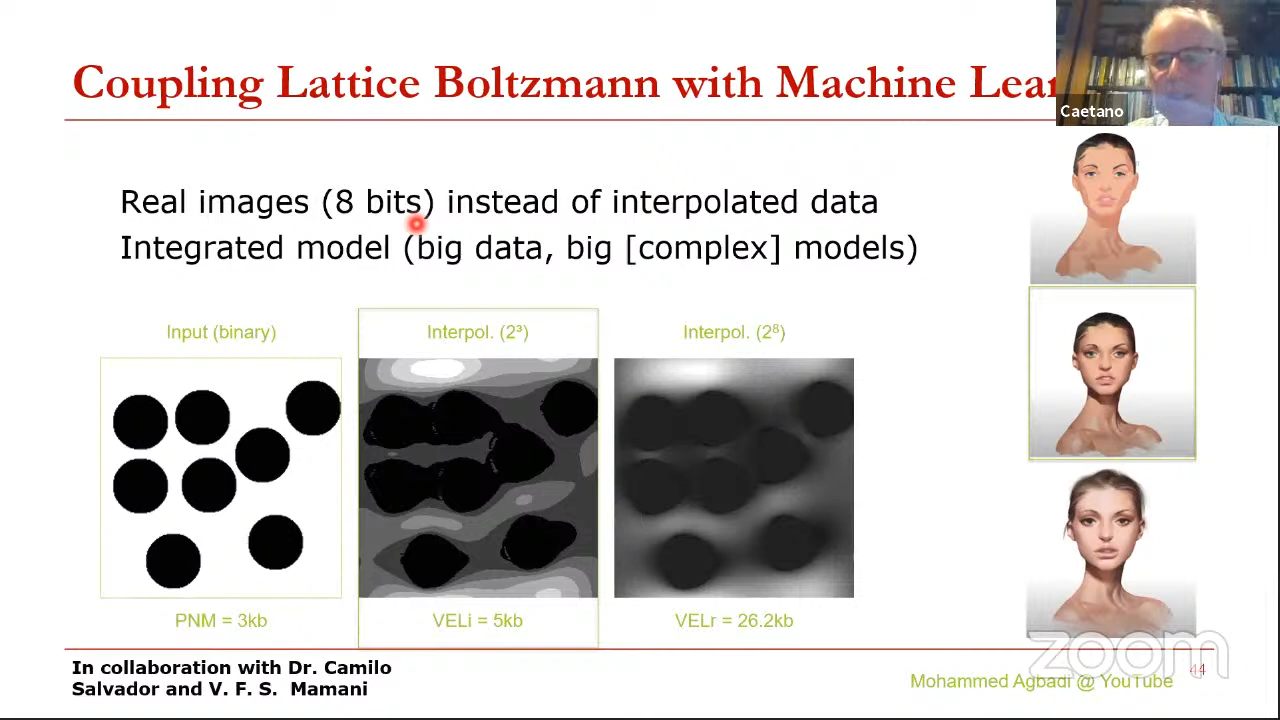 Coupling Lattice Boltzmann with Machine Lear
Caetano
Real images (8 bits) instead of interpolated data
Integrated model (big data, big [complex] models)
Input (binary)
Interpol. (2³)
Interpol. (2⁸)
PNM = 3kb
VELi = 5kb
VELr = 26.2kb
In collaboration with Dr. Camilo
Salvador and V. F. S. Mamani
Mohammed Agbadi @ YouTube
44
zoom